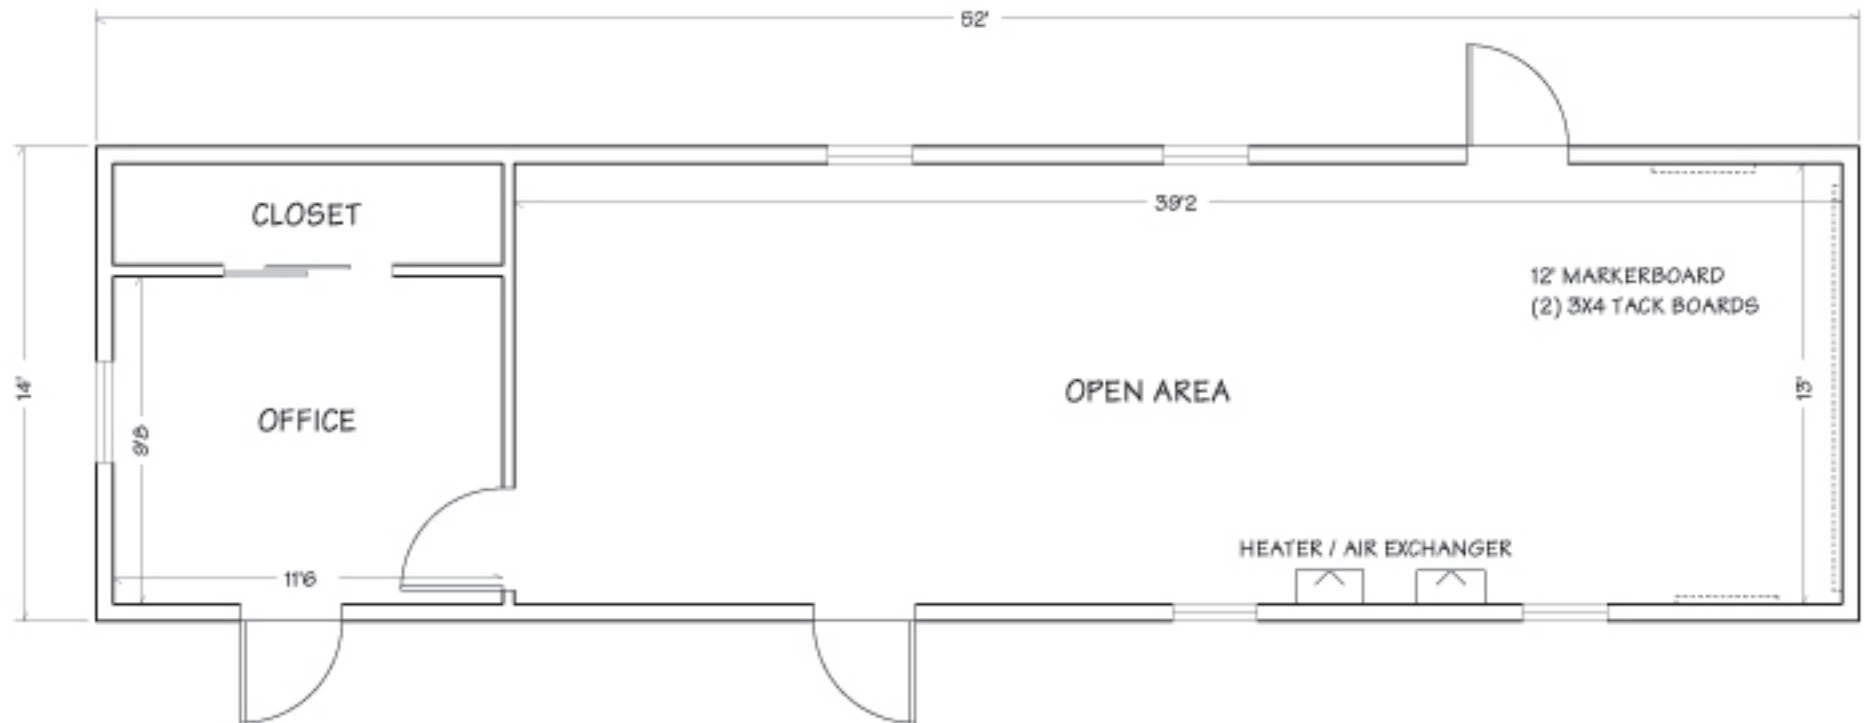 52'
CLOSET
39'2
12' MARKERBOARD
(2) 3X4 TACK BOARDS
14'
OFFICE
9'8
OPEN AREA
13'
HEATER / AIR EXCHANGER
11'6